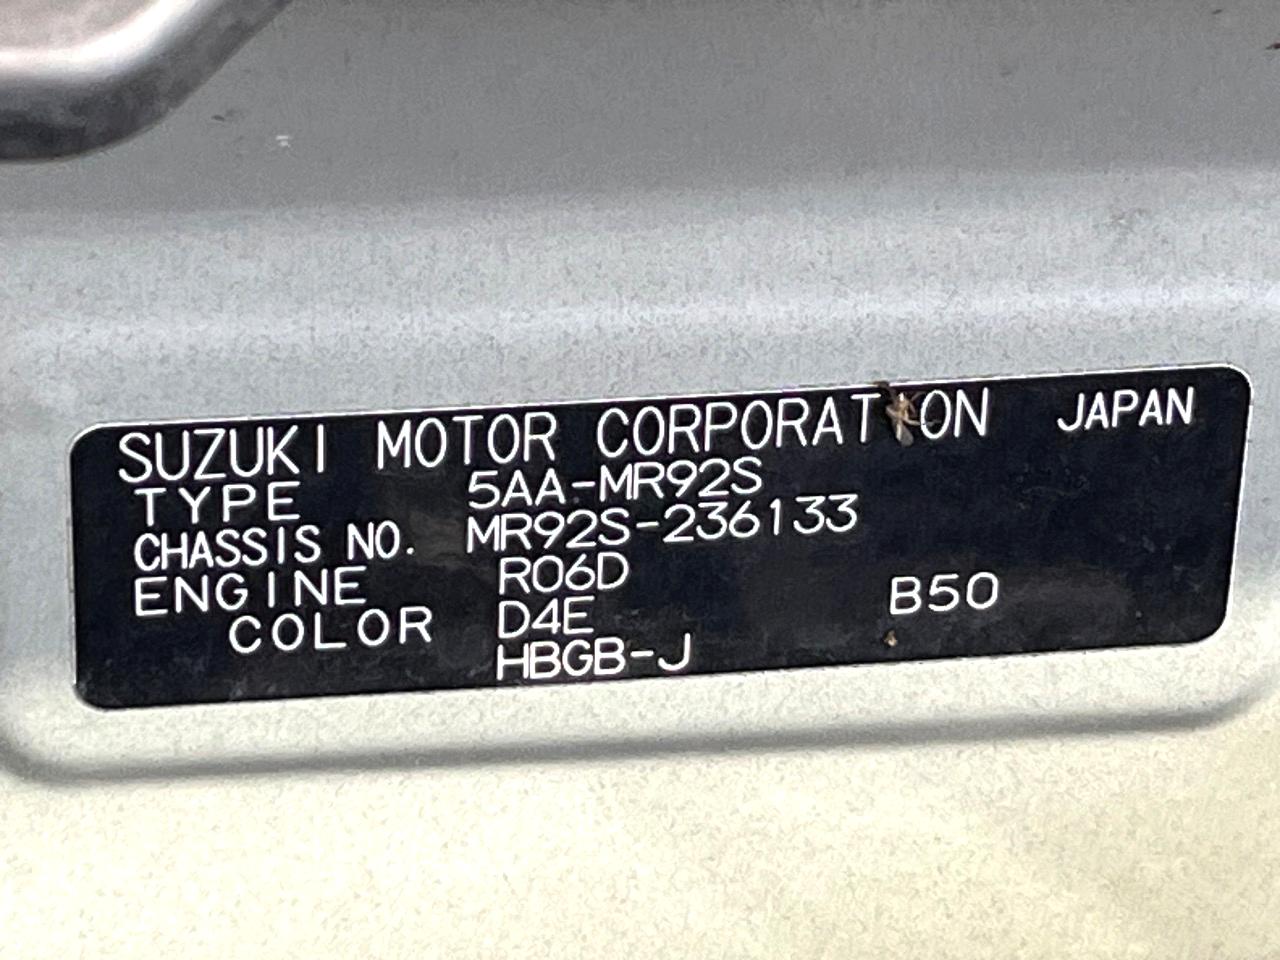 SUZUKI MOTOR CORPORATION JAPAN
TYPE 5AA-MR92S
CHASSIS NO. MR92S-236133
ENGINE R06D
COLOR D4E B50
HBGB-J